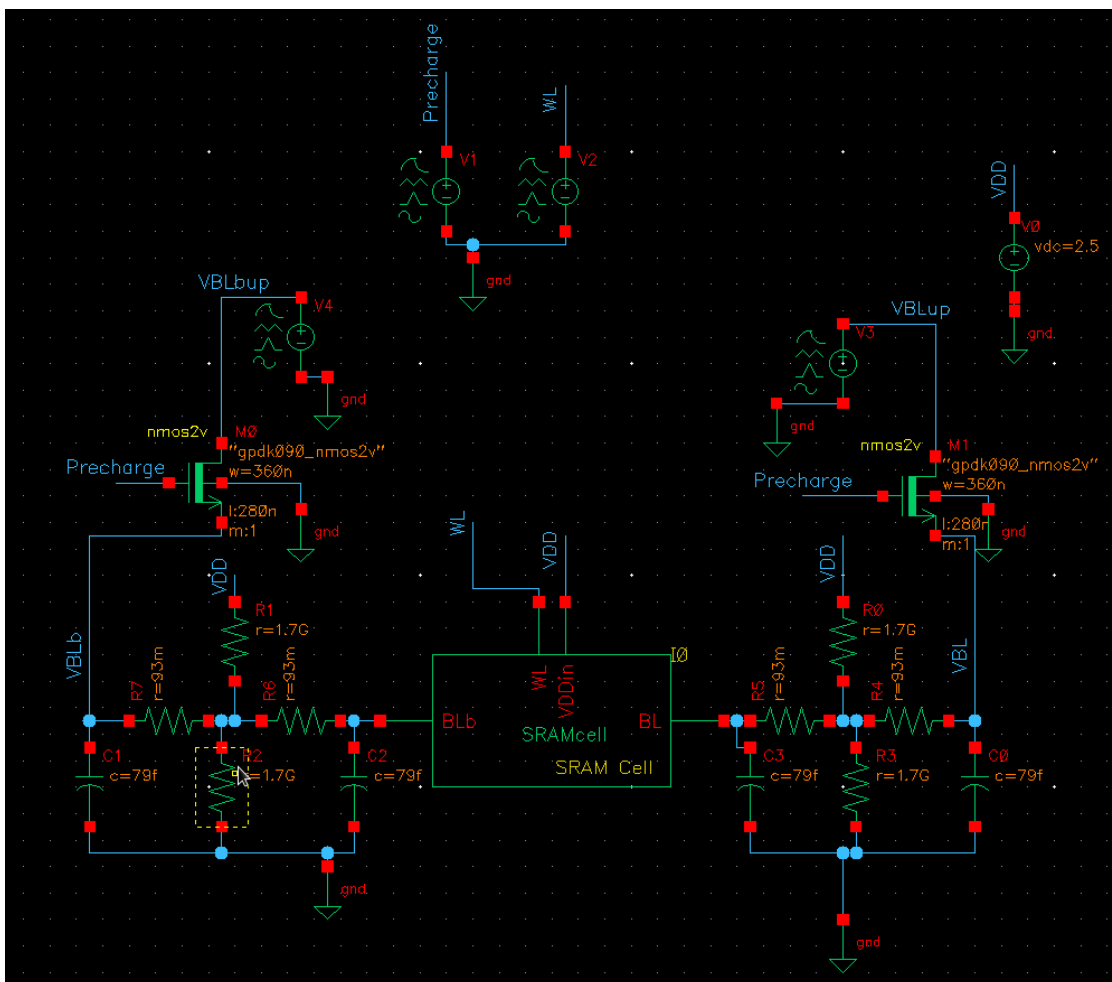 Precharge
WL
V1
V2
gnd
VDD
V0
vdc=2.5
gnd
VBLbup
V4
gnd
VBLup
V3
gnd
nmos2v
M0
"gpdk090_nmos2v"
w=360n
Precharge
l:280n
m:1
gnd
nmos2v
M1
"gpdk090_nmos2v"
w=360n
Precharge
l:280n
m:1
gnd
WL
VDD
VDD
R1
r=1.7G
VDD
R0
r=1.7G
VBLb
R7
r=93m
R6
r=93m
I0
WL
VDDin
BLb
BL
SRAMcell
SRAM Cell
R5
r=93m
R4
r=93m
VBL
C1
c=79f
R2
r=1.7G
C2
c=79f
C3
c=79f
R3
r=1.7G
C0
c=79f
gnd
gnd